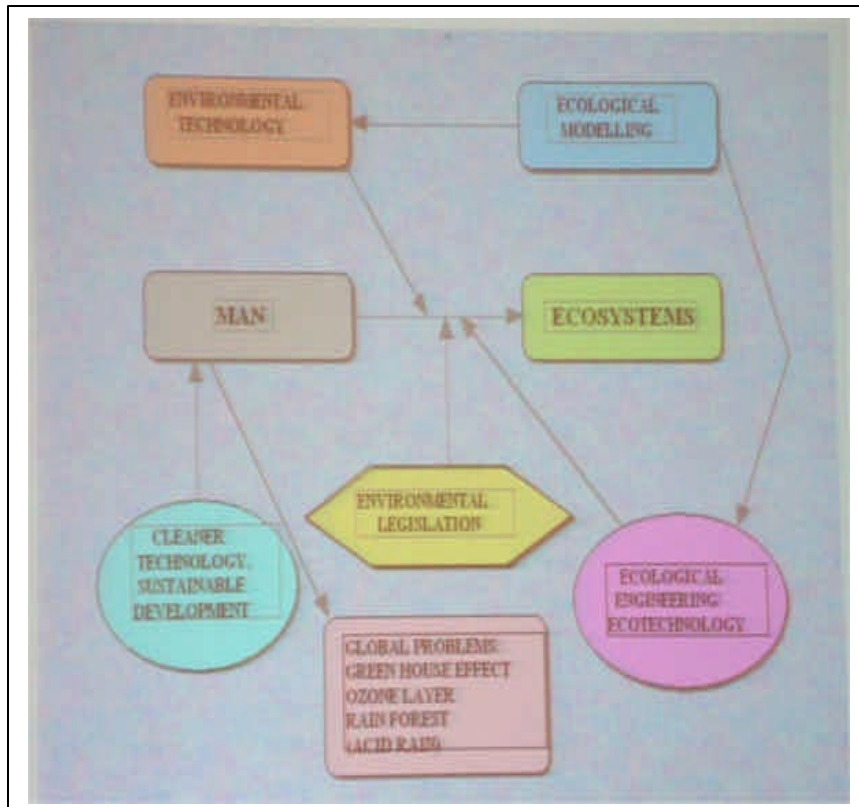 ENVIRONMENTAL
TECHNOLOGY
ECOLOGICAL
MODELLING
MAN
ECOSYSTEMS
ENVIRONMENTAL
LEGISLATION
CLEANER
TECHNOLOGY.
SUSTAINABLE
DEVELOPMENT
ECOLOGICAL
ENGINEERING/
ECOTECHNOLOGY
GLOBAL PROBLEMS:
GREEN HOUSE EFFECT
OZONE LAYER
RAIN FOREST
(ACID RAIN)